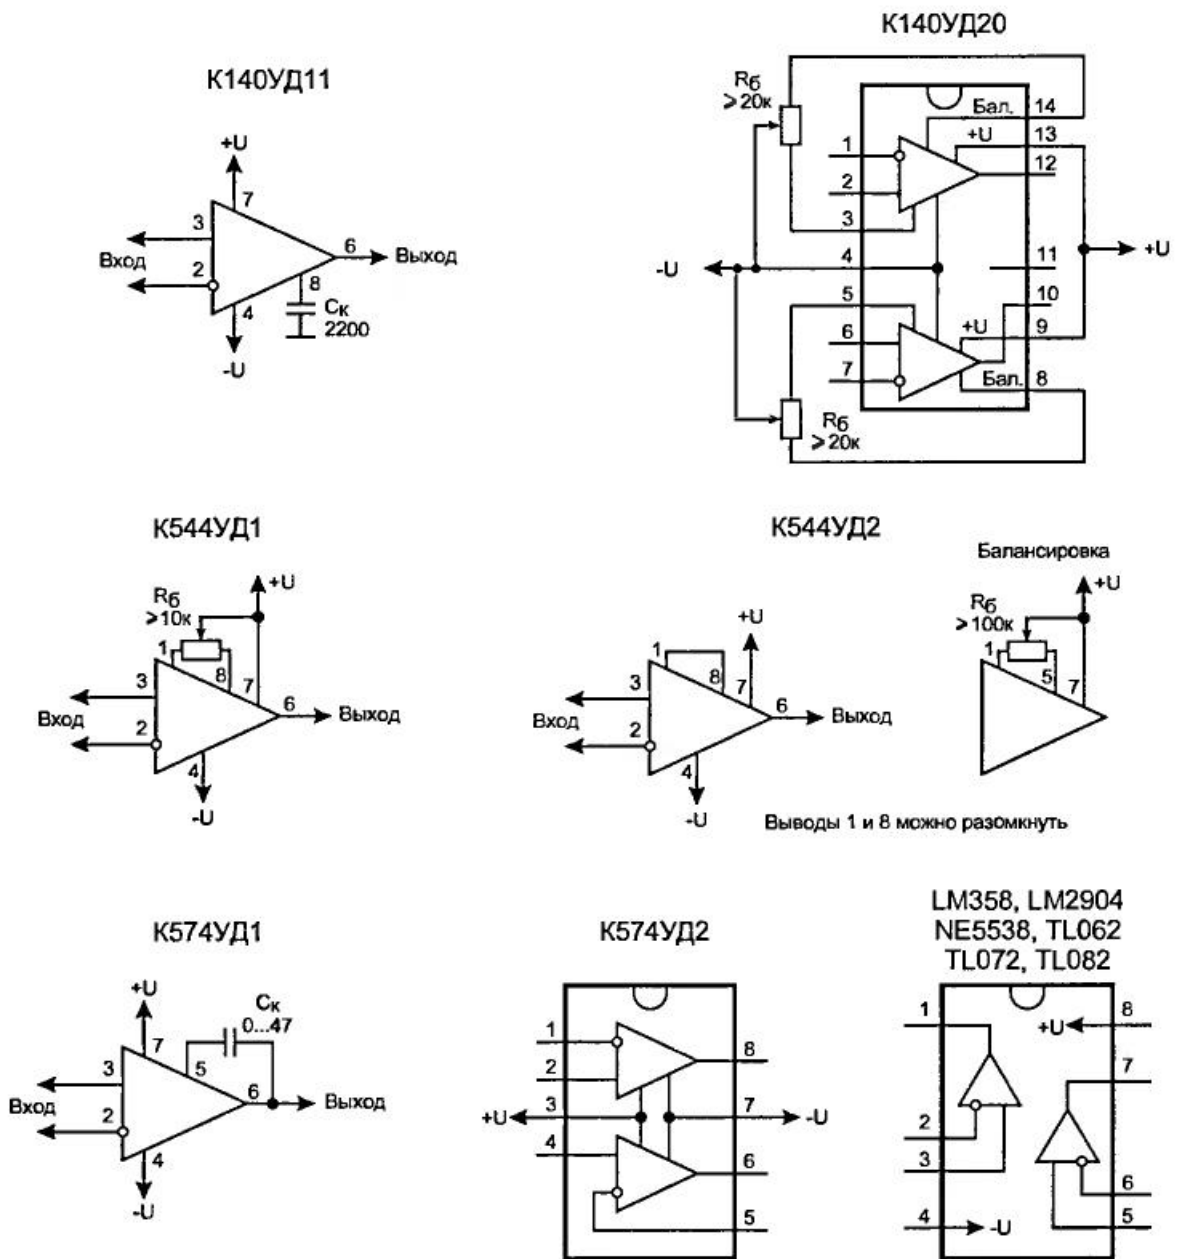 К140УД11
+U
7
3
Вход
2
6
Выход
8
4
Cк
2200
-U
К140УД20
Rб
⩾20к
Бал.
14
+U
13
1
12
2
3
-U
4
11
+U
5
10
+U
9
6
7
Бал.
8
Rб
⩾20к
К544УД1
+U
Rб
⩾10к
1
8
7
3
Вход
2
6
Выход
4
-U
К544УД2
+U
1
8
7
3
Вход
2
6
Выход
4
-U
Балансировка
+U
Rб
⩾100к
1
5
7
Выводы 1 и 8 можно разомкнуть
К574УД1
+U
Cк
0...47
7
5
3
Вход
2
6
Выход
4
-U
К574УД2
1
8
2
+U
3
7
-U
4
6
5
LM358, LM2904
NE5538, TL062
TL072, TL082
1
8
+U
7
2
3
6
4
-U
5